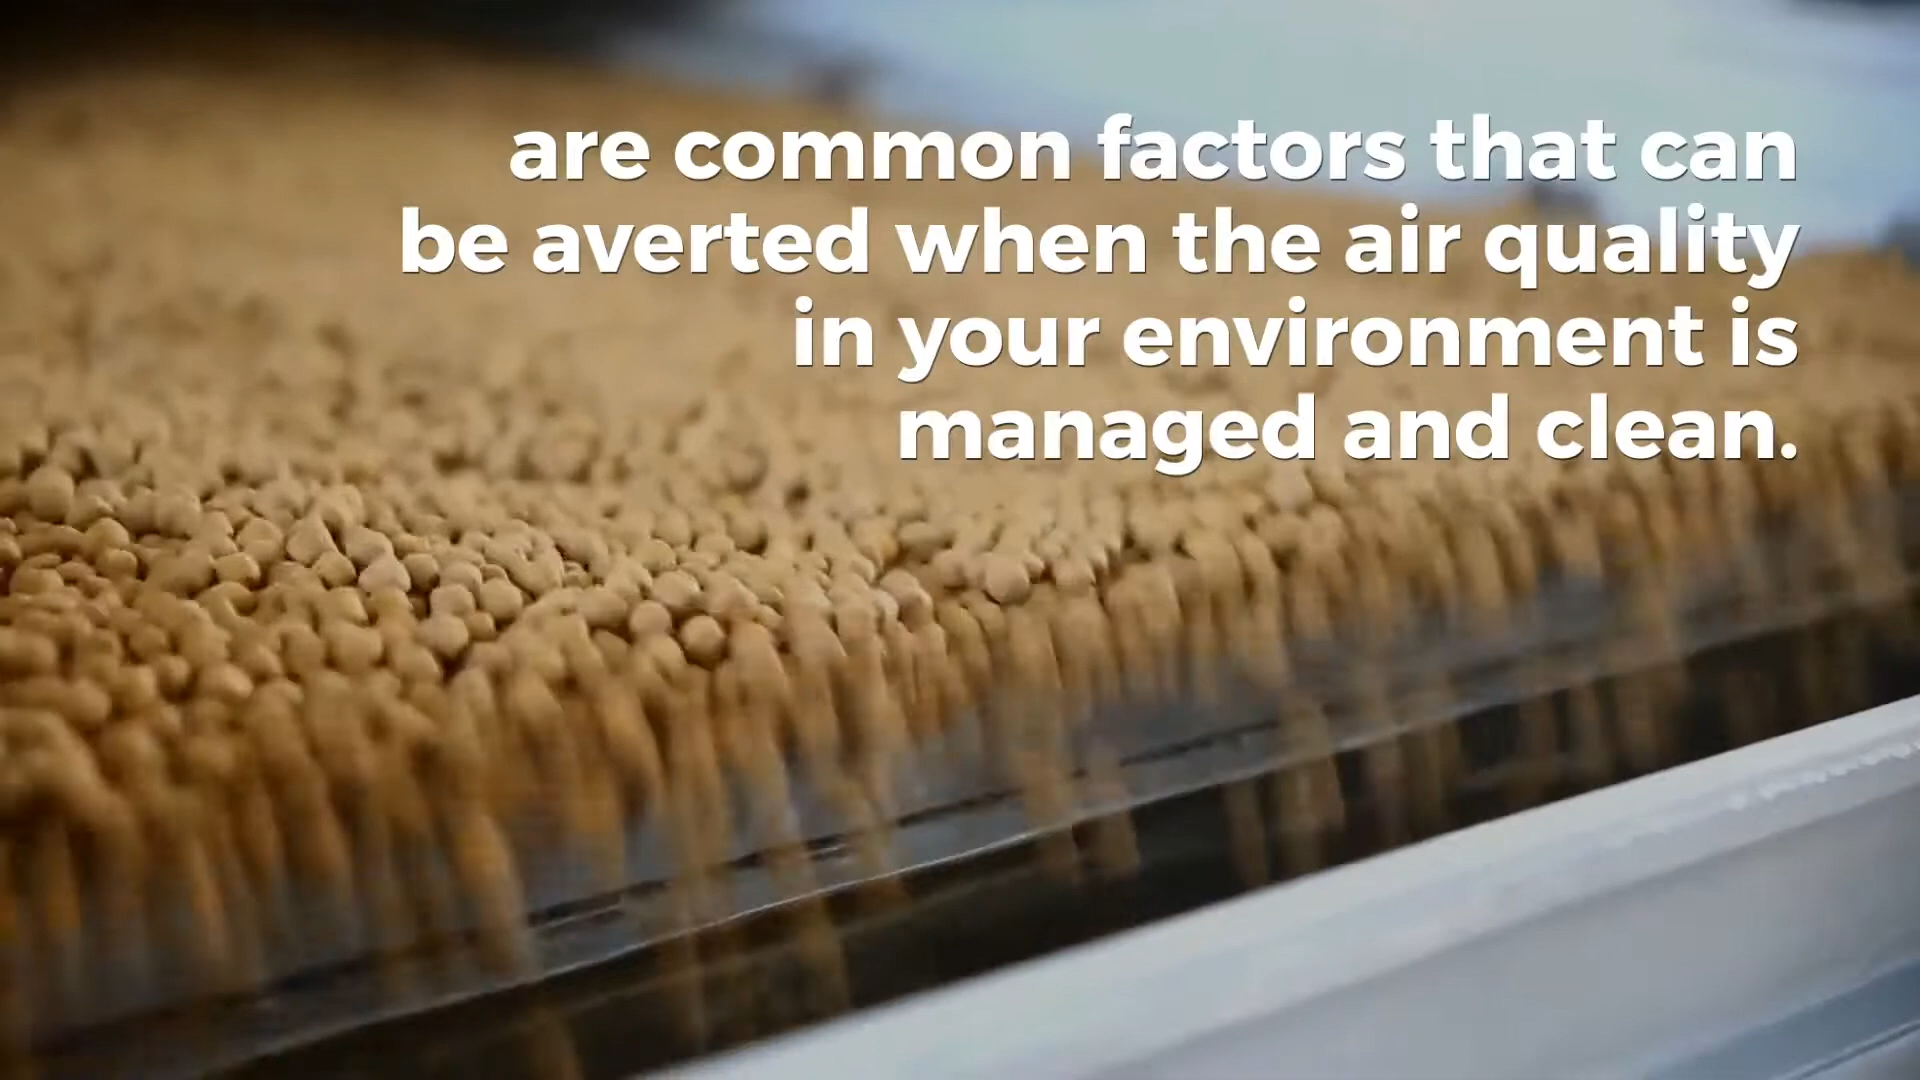 are common factors that can
be averted when the air quality
in your environment is
managed and clean.